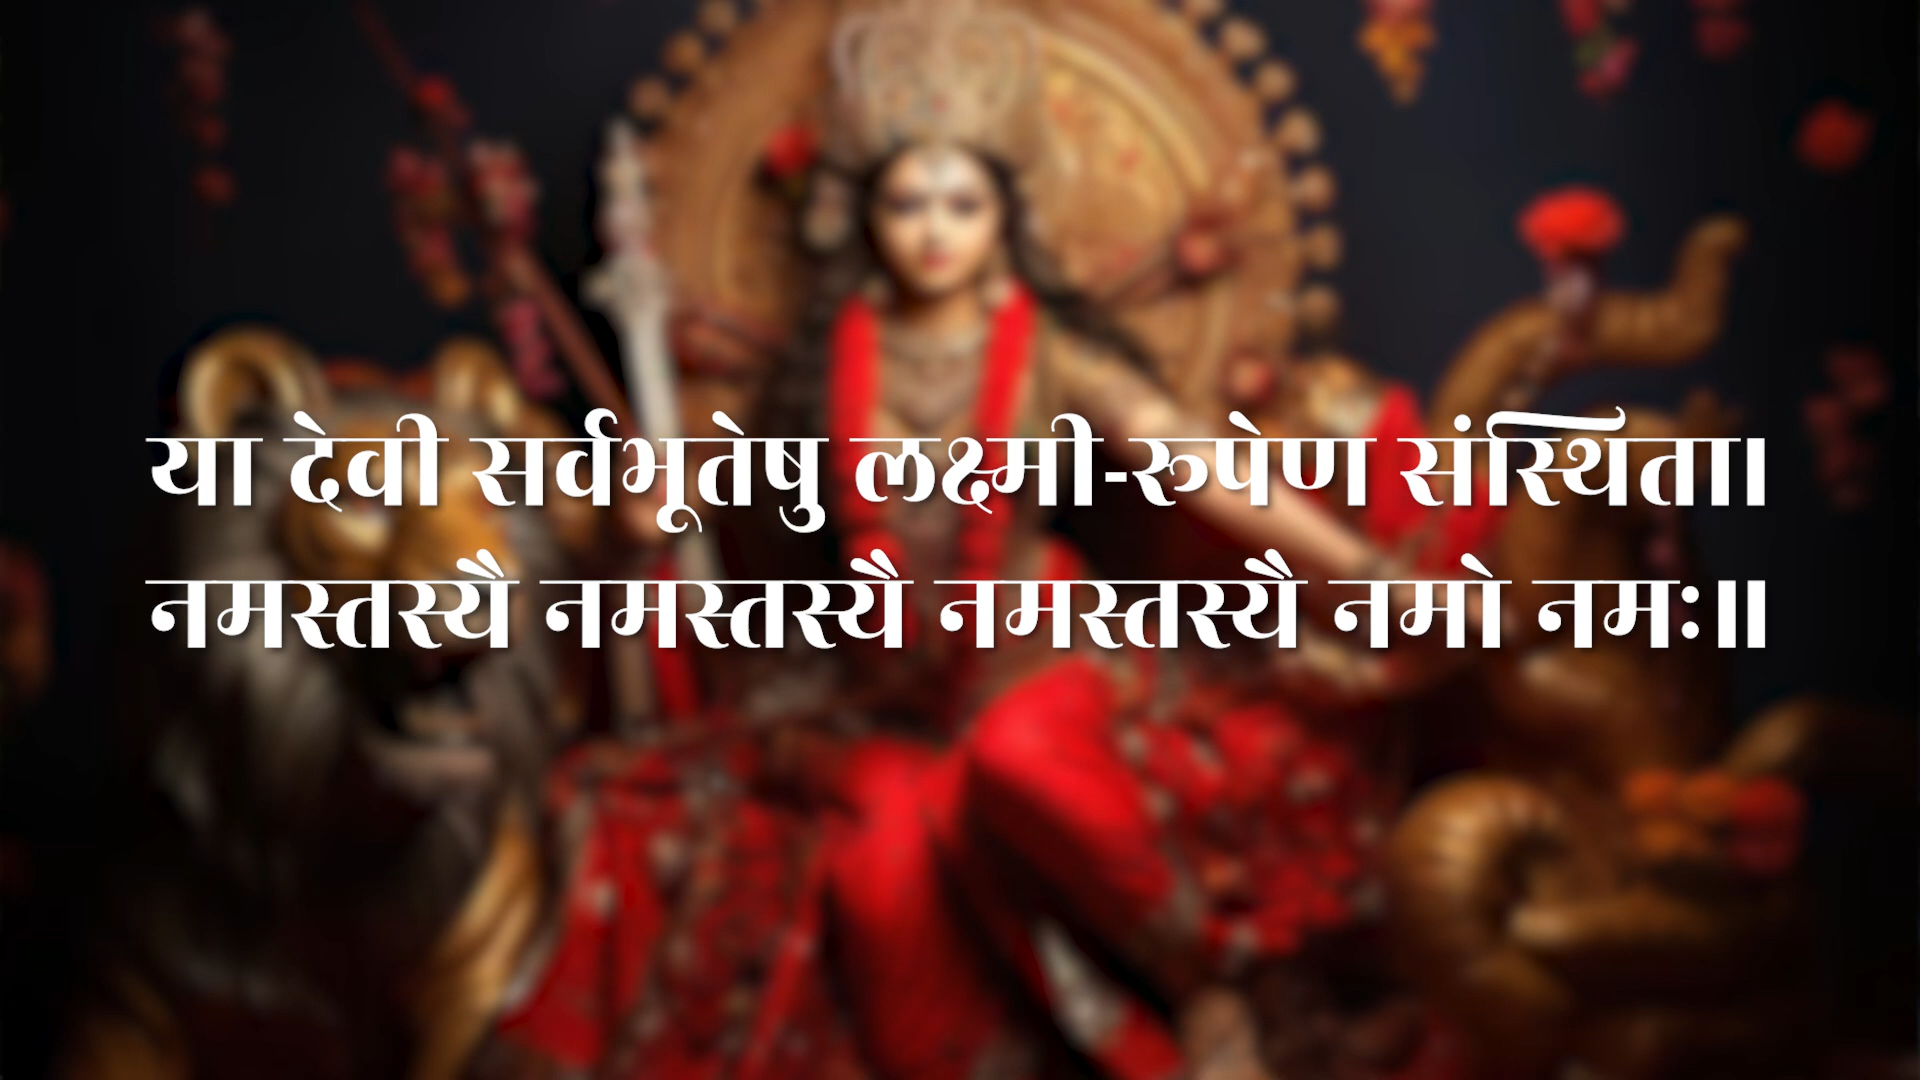 या देवी सर्वभूतेषु लक्ष्मी-रुपेण संस्थिता।
नमस्तस्यै नमस्तस्यै नमस्तस्यै नमो नमः॥